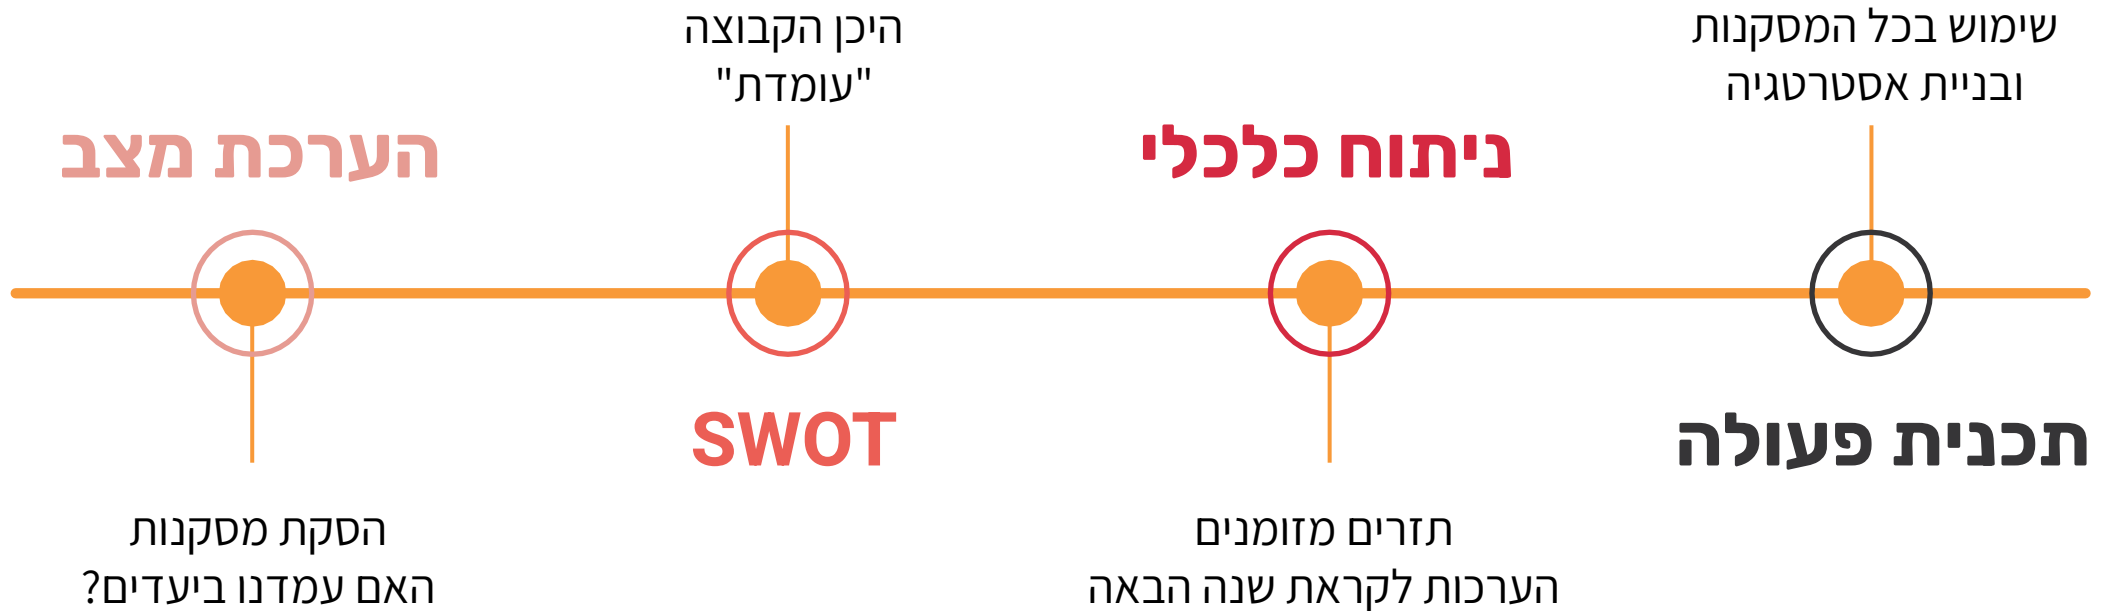 הערכת מצב
הסקת מסקנות
האם עמדנו ביעדים?
היכן הקבוצה
"עומדת"
SWOT
ניתוח כלכלי
תזרים מזומנים
הערכות לקראת שנה הבאה
שימוש בכל המסקנות
ובניית אסטרטגיה
תכנית פעולה